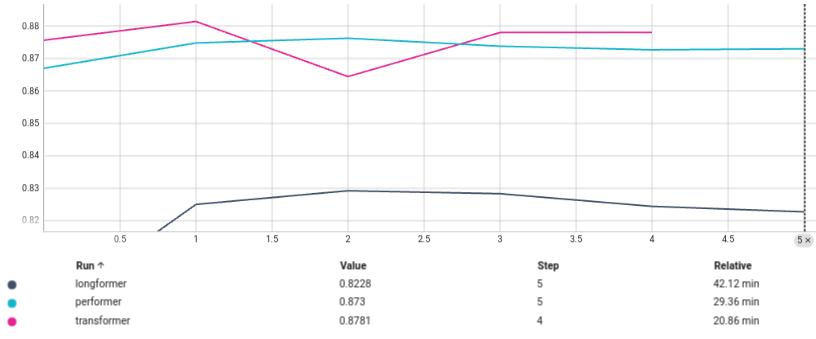 0.88
0.87
0.86
0.85
0.84
0.83
0.82
0.5 1 1.5 2 2.5 3 3.5 4 4.5 5 ×
Run ↑ Value Step Relative
longformer 0.8228 5 42.12 min
performer 0.873 5 29.36 min
transformer 0.8781 4 20.86 min